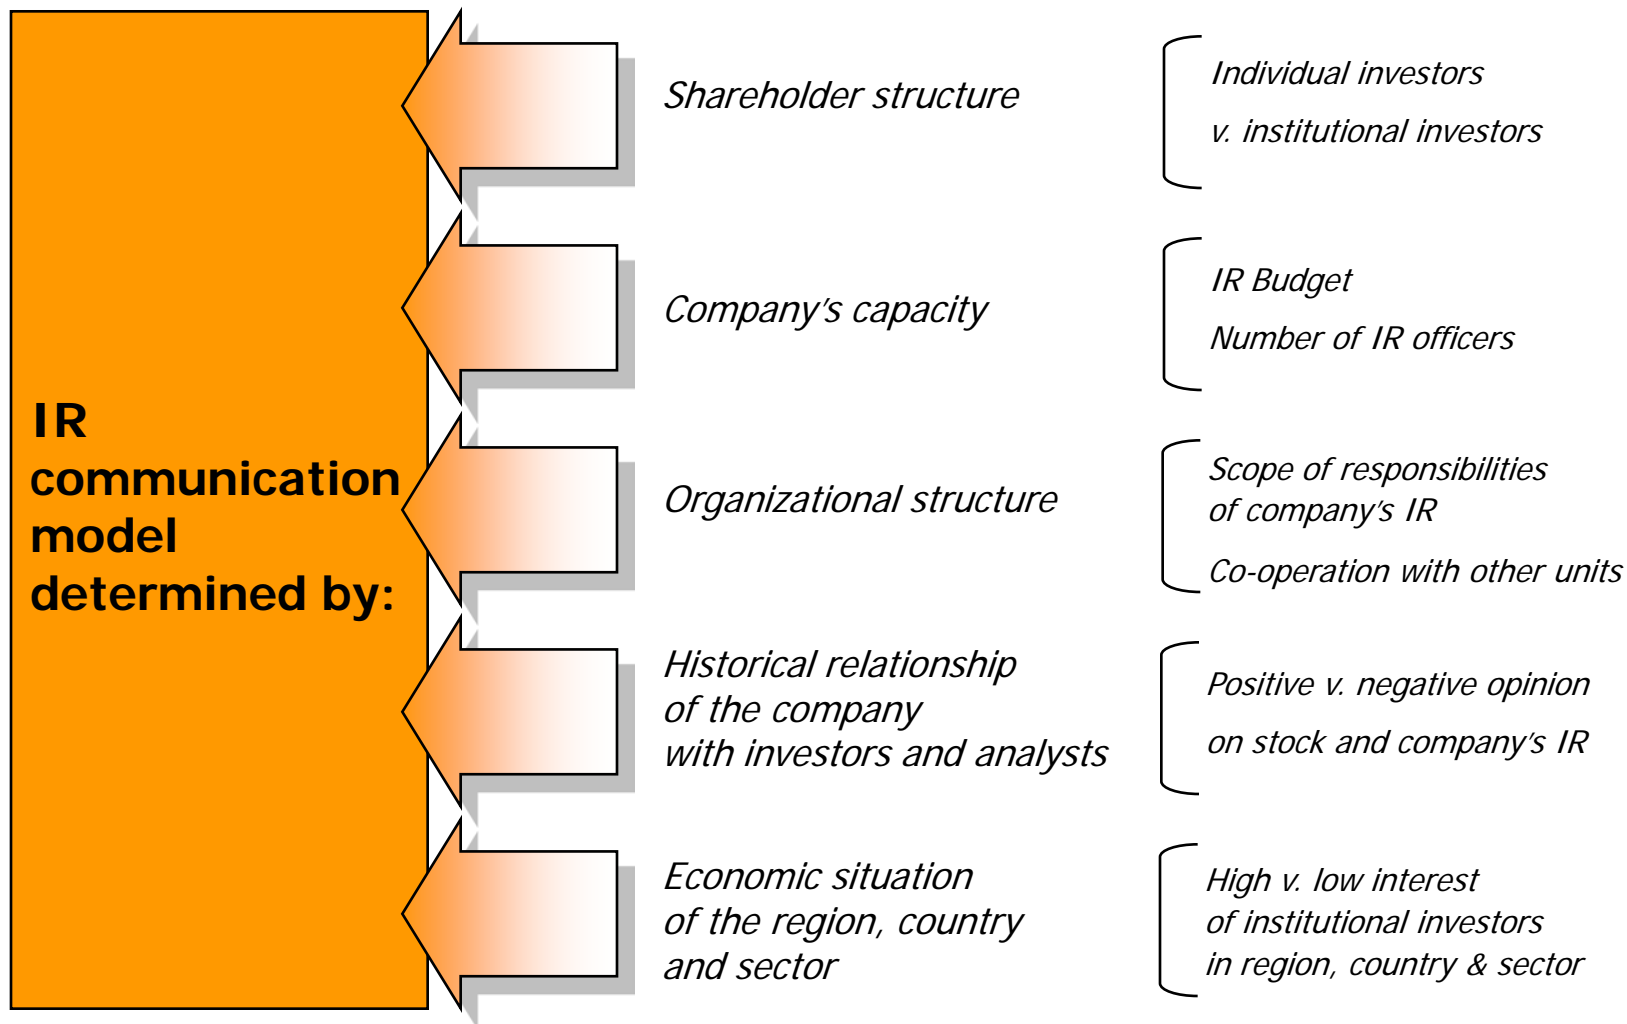 IR
communication
model
determined by:
Shareholder structure
Individual investors
v. institutional investors
Company’s capacity
IR Budget
Number of IR officers
Organizational structure
Scope of responsibilities
of company’s IR
Co-operation with other units
Historical relationship
of the company
with investors and analysts
Positive v. negative opinion
on stock and company’s IR
Economic situation
of the region, country
and sector
High v. low interest
of institutional investors
in region, country & sector